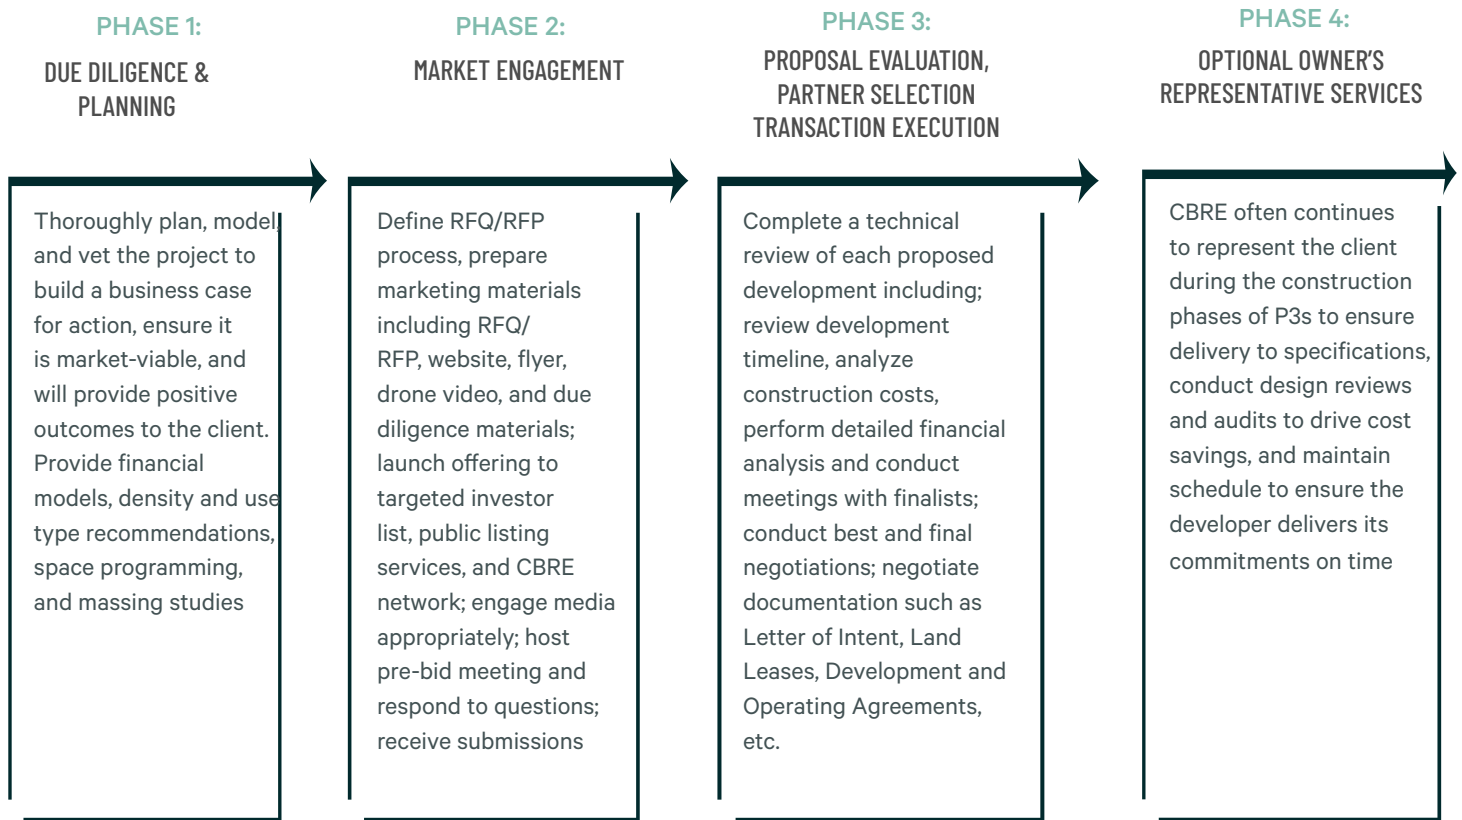 PHASE 1:
DUE DILIGENCE &
PLANNING
Thoroughly plan, model,
and vet the project to
build a business case
for action, ensure it
is market-viable, and
will provide positive
outcomes to the client.
Provide financial
models, density and use
type recommendations,
space programming,
and massing studies
PHASE 2:
MARKET ENGAGEMENT
Define RFQ/RFP
process, prepare
marketing materials
including RFQ/
RFP, website, flyer,
drone video, and due
diligence materials;
launch offering to
targeted investor
list, public listing
services, and CBRE
network; engage media
appropriately; host
pre-bid meeting and
respond to questions;
receive submissions
PHASE 3:
PROPOSAL EVALUATION,
PARTNER SELECTION
TRANSACTION EXECUTION
Complete a technical
review of each proposed
development including;
review development
timeline, analyze
construction costs,
perform detailed financial
analysis and conduct
meetings with finalists;
conduct best and final
negotiations; negotiate
documentation such as
Letter of Intent, Land
Leases, Development and
Operating Agreements,
etc.
PHASE 4:
OPTIONAL OWNER'S
REPRESENTATIVE SERVICES
CBRE often continues
to represent the client
during the construction
phases of P3s to ensure
delivery to specifications,
conduct design reviews
and audits to drive cost
savings, and maintain
schedule to ensure the
developer delivers its
commitments on time